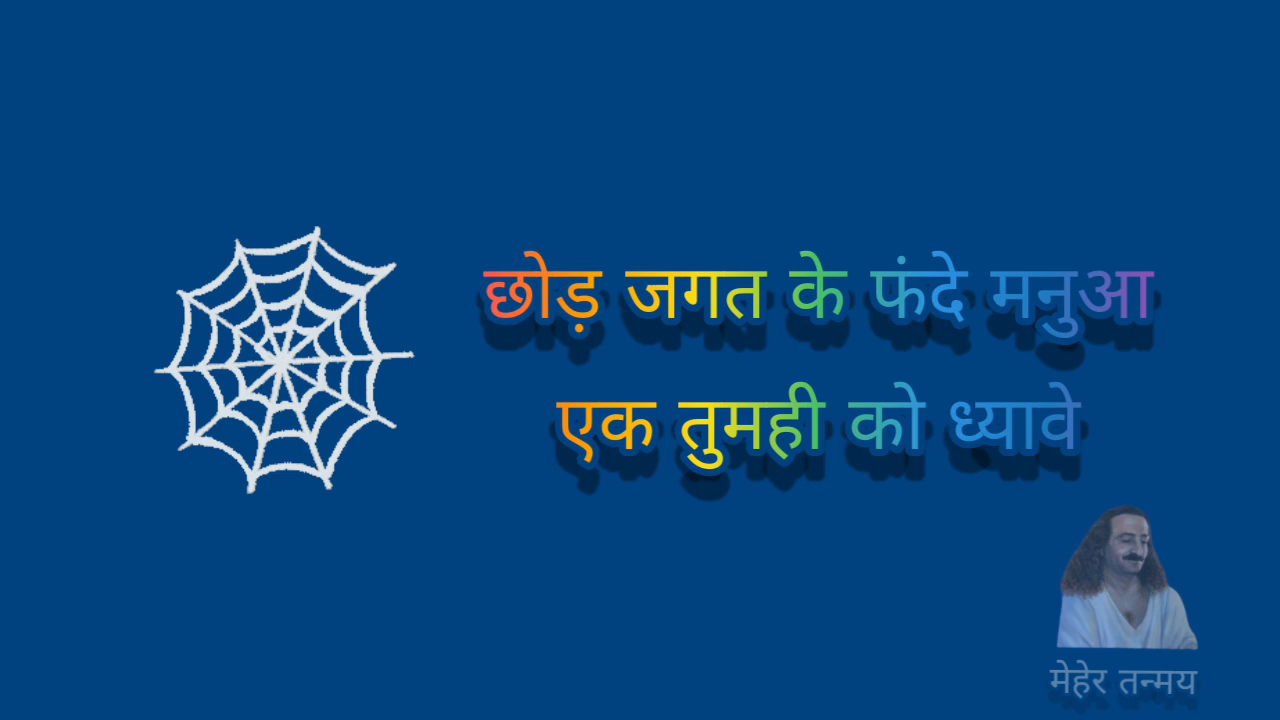 छोड़ जगत के फंदे मनुआ
एक तुमही को ध्यावे
मेहेर तन्मय